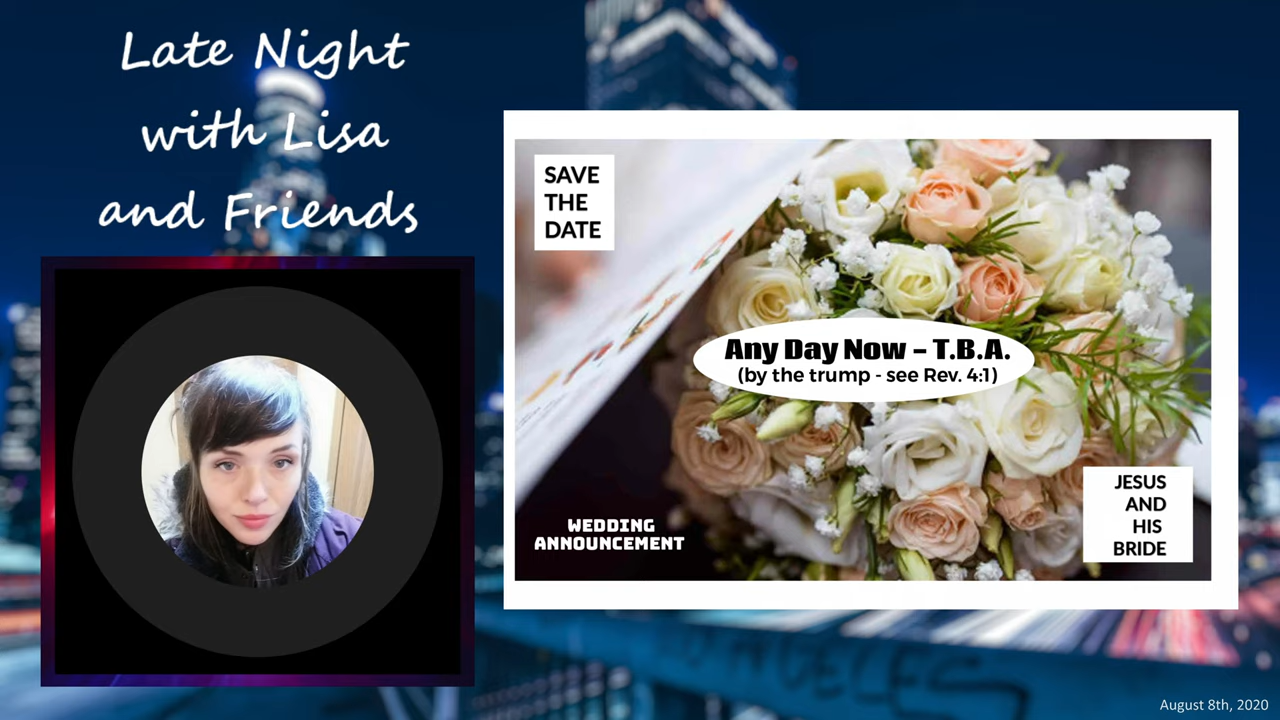 Late Night
with Lisa
and Friends
SAVE
THE
DATE
Any Day Now – T.B.A.
(by the trump - see Rev. 4:1)
WEDDING
ANNOUNCEMENT
JESUS
AND
HIS
BRIDE
August 8th, 2020